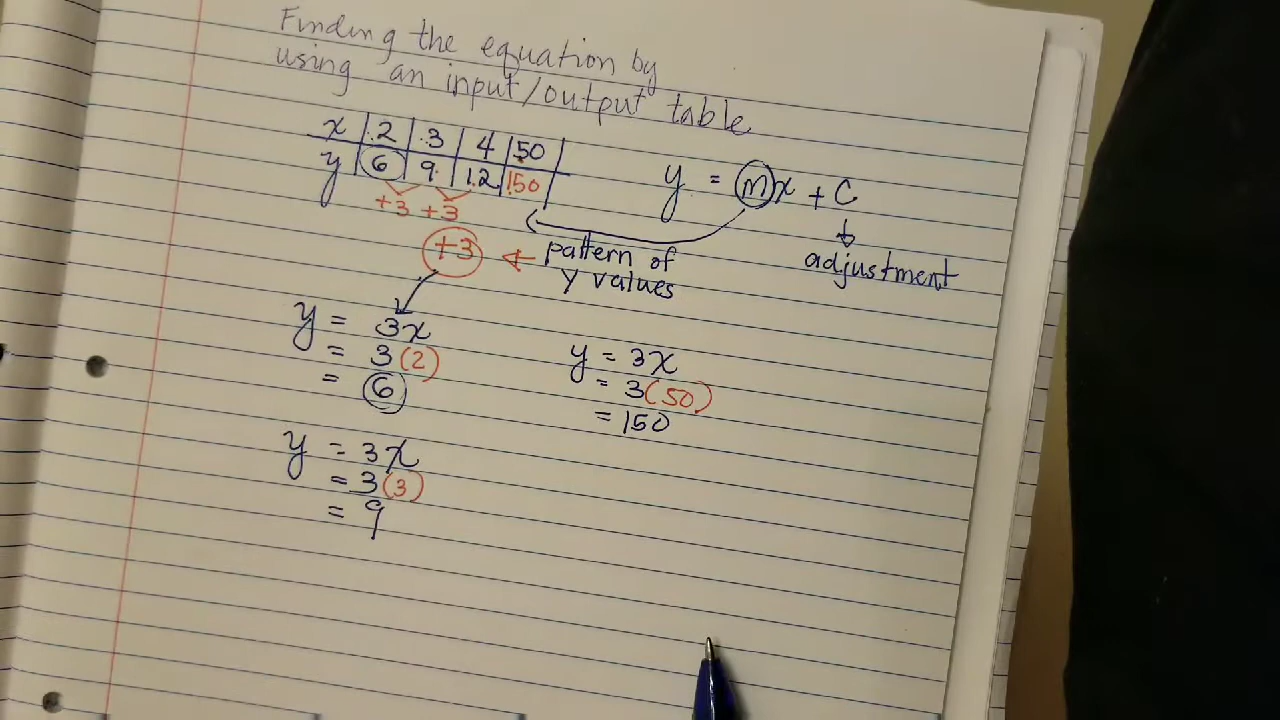 Finding the equation by
using an input/output table
x 2 3 4 50
y 6 9 12 150
+3 +3
y = mx + c
adjustment
+3
pattern of
y values
y = 3x
= 3(2)
= 6
y = 3x
= 3(50)
= 150
y = 3x
= 3(3)
= 9